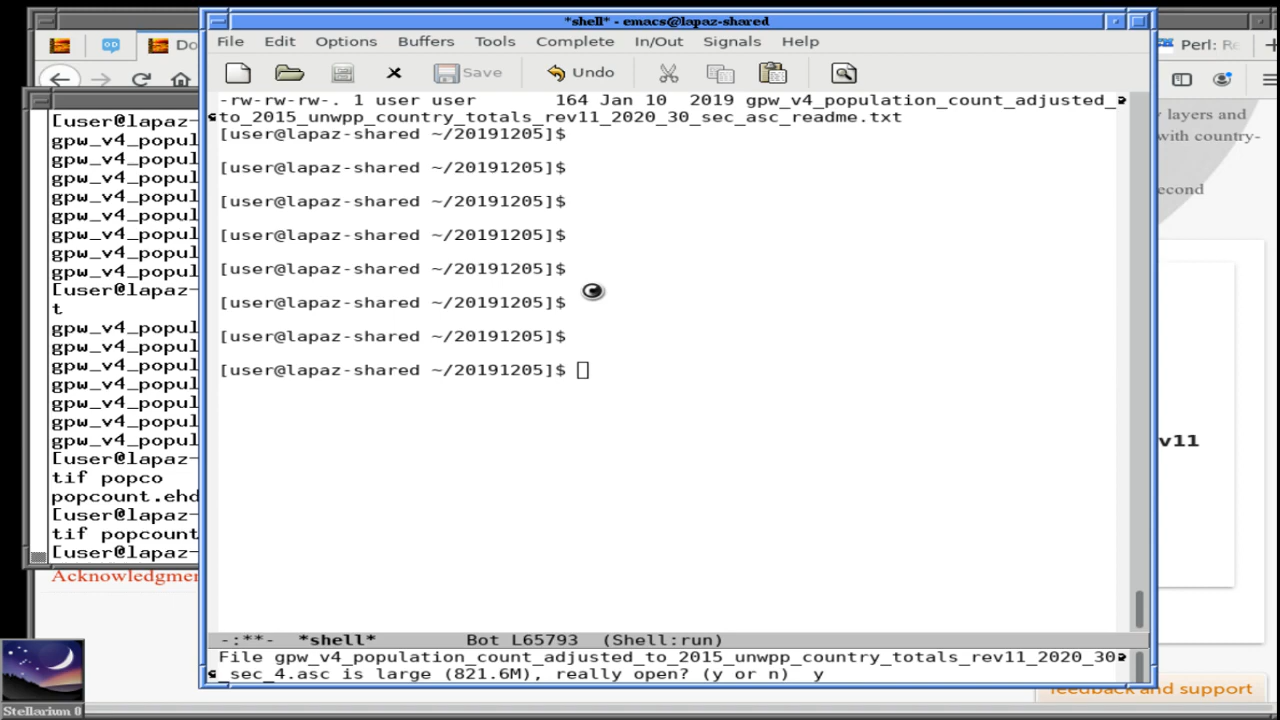 *shell* - emacs@lapaz-shared
File Edit Options Buffers Tools Complete In/Out Signals Help
Save Undo
-rw-rw-rw-. 1 user user 164 Jan 10 2019 gpw_v4_population_count_adjusted_
to_2015_unwpp_country_totals_rev11_2020_30_sec_asc_readme.txt
[user@lapaz-shared ~/20191205]$
[user@lapaz-shared ~/20191205]$
[user@lapaz-shared ~/20191205]$
[user@lapaz-shared ~/20191205]$
[user@lapaz-shared ~/20191205]$
[user@lapaz-shared ~/20191205]$
[user@lapaz-shared ~/20191205]$
[user@lapaz-shared ~/20191205]$
-:**- *shell* Bot L65793 (Shell:run)
File gpw_v4_population_count_adjusted_to_2015_unwpp_country_totals_rev11_2020_30
_sec_4.asc is large (821.6M), really open? (y or n) y
Do
[user@lapaz-
gpw_v4_popul
gpw_v4_popul
gpw_v4_popul
gpw_v4_popul
gpw_v4_popul
gpw_v4_popul
gpw_v4_popul
gpw_v4_popul
[user@lapaz-
t
gpw_v4_popul
gpw_v4_popul
gpw_v4_popul
gpw_v4_popul
gpw_v4_popul
gpw_v4_popul
gpw_v4_popul
[user@lapaz-
tif popco
popcount.ehd
[user@lapaz-
tif popcount
[user@lapaz-
Acknowledgmen
Perl: Re
layers and
with country-
econd
v11
feedback and support
Stellarium 0